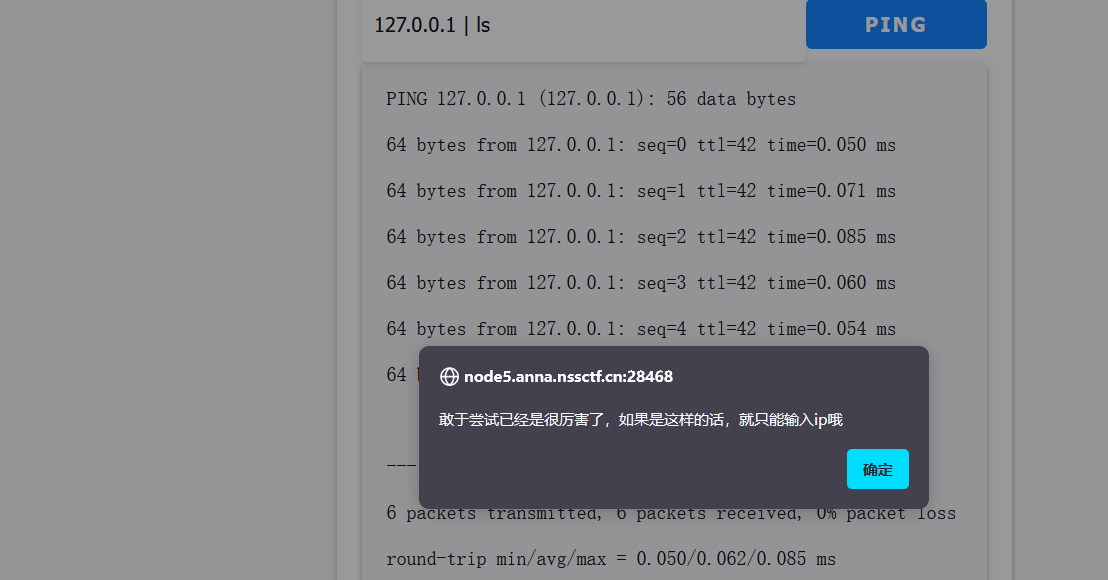 127.0.0.1 | ls
PING
PING 127.0.0.1 (127.0.0.1): 56 data bytes
64 bytes from 127.0.0.1: seq=0 ttl=42 time=0.050 ms
64 bytes from 127.0.0.1: seq=1 ttl=42 time=0.071 ms
64 bytes from 127.0.0.1: seq=2 ttl=42 time=0.085 ms
64 bytes from 127.0.0.1: seq=3 ttl=42 time=0.060 ms
64 bytes from 127.0.0.1: seq=4 ttl=42 time=0.054 ms
64
node5.anna.nssctf.cn:28468
敢于尝试已经是很厉害了，如果是这样的话，就只能输入ip哦
确定
---
6 packets transmitted, 6 packets received, 0% packet loss
round-trip min/avg/max = 0.050/0.062/0.085 ms